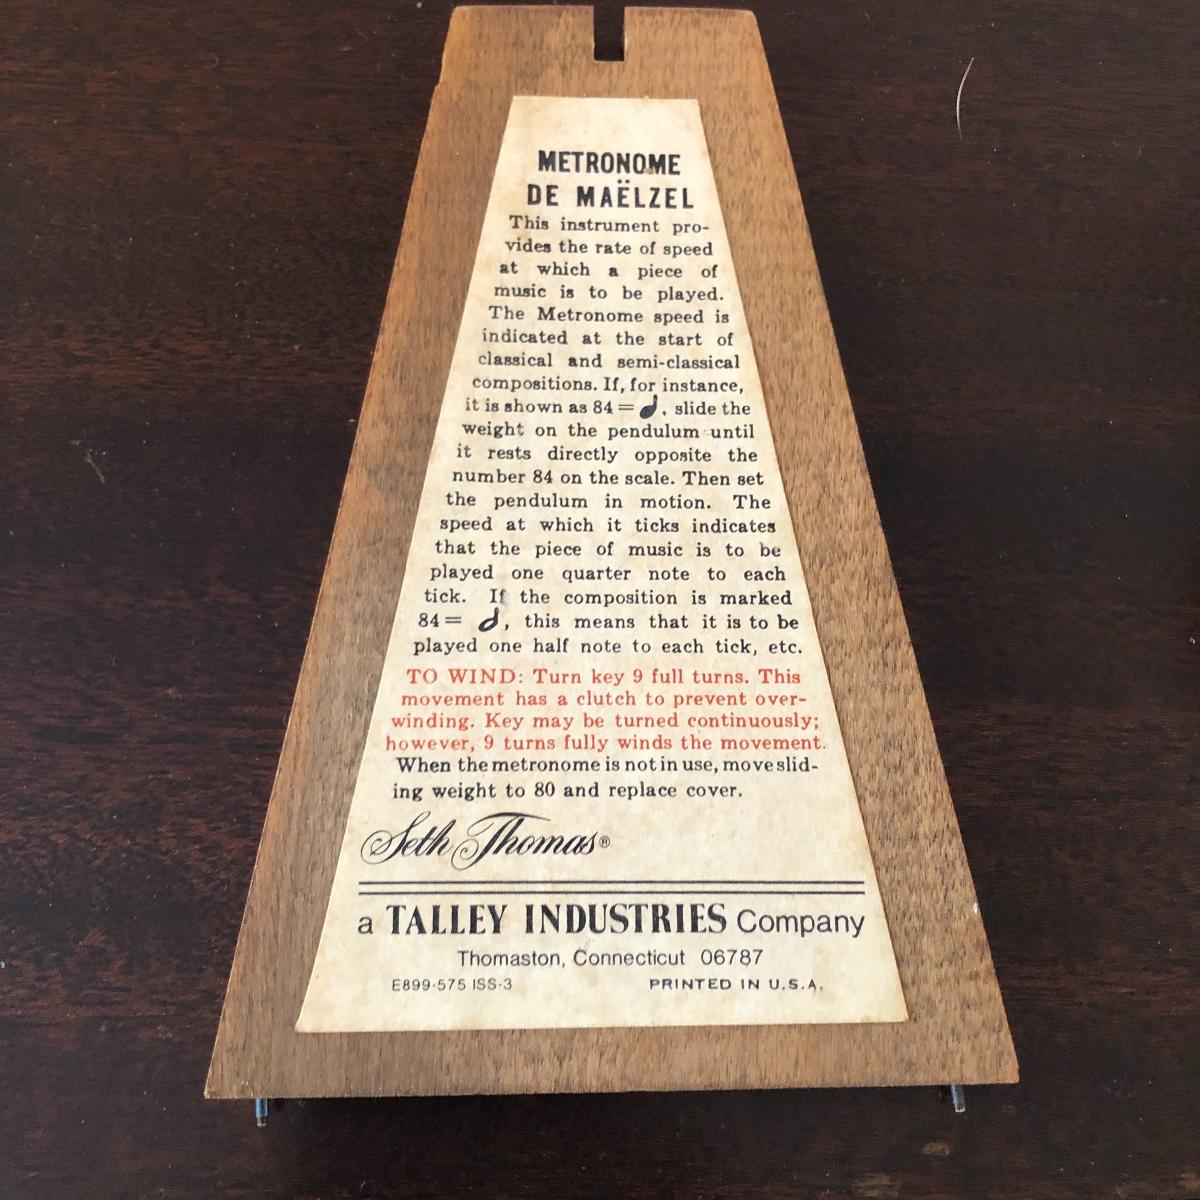 METRONOME
DE MAËLZEL
This instrument pro-
vides the rate of speed
at which a piece of
music is to be played.
The Metronome speed is
indicated at the start of
classical and semi-classical
compositions. If, for instance,
it is shown as 84 = 𝅘𝅥, slide the
weight on the pendulum until
it rests directly opposite the
number 84 on the scale. Then set
the pendulum in motion. The
speed at which it ticks indicates
that the piece of music is to be
played one quarter note to each
tick. If the composition is marked
84 = 𝅗𝅥, this means that it is to be
played one half note to each tick, etc.
TO WIND: Turn key 9 full turns. This
movement has a clutch to prevent over-
winding. Key may be turned continuously;
however, 9 turns fully winds the movement.
When the metronome is not in use, move slid-
ing weight to 80 and replace cover.
Seth Thomas®
a TALLEY INDUSTRIES Company
Thomaston, Connecticut 06787
E899-575 ISS-3 PRINTED IN U.S.A.